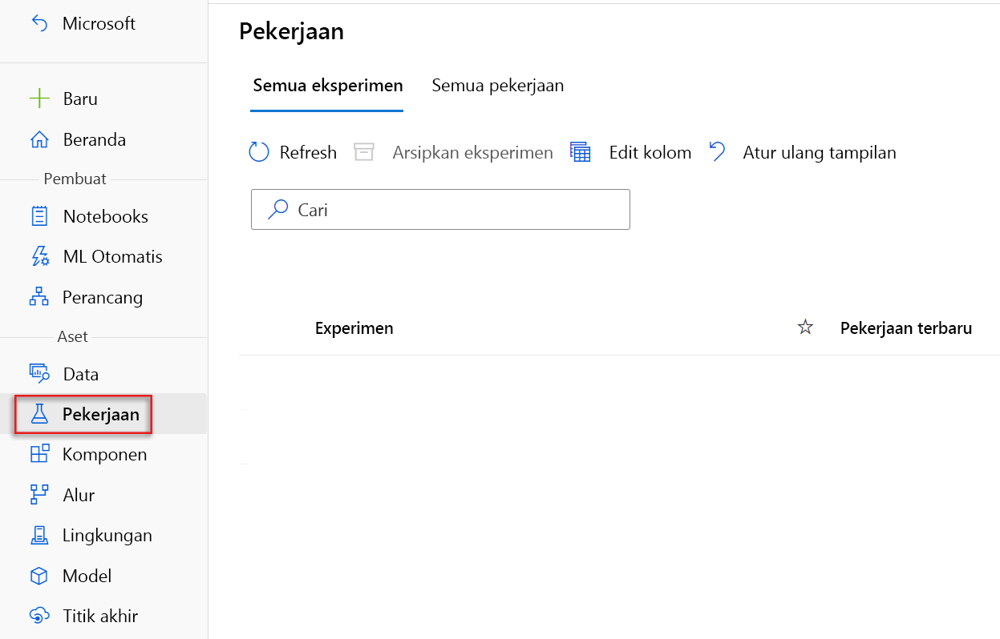 Microsoft
Baru
Beranda
Pembuat
Notebooks
ML Otomatis
Perancang
Aset
Data
Pekerjaan
Komponen
Alur
Lingkungan
Model
Titik akhir
Pekerjaan
Semua eksperimen Semua pekerjaan
Refresh Arsipkan eksperimen Edit kolom Atur ulang tampilan
Cari
Experimen Pekerjaan terbaru